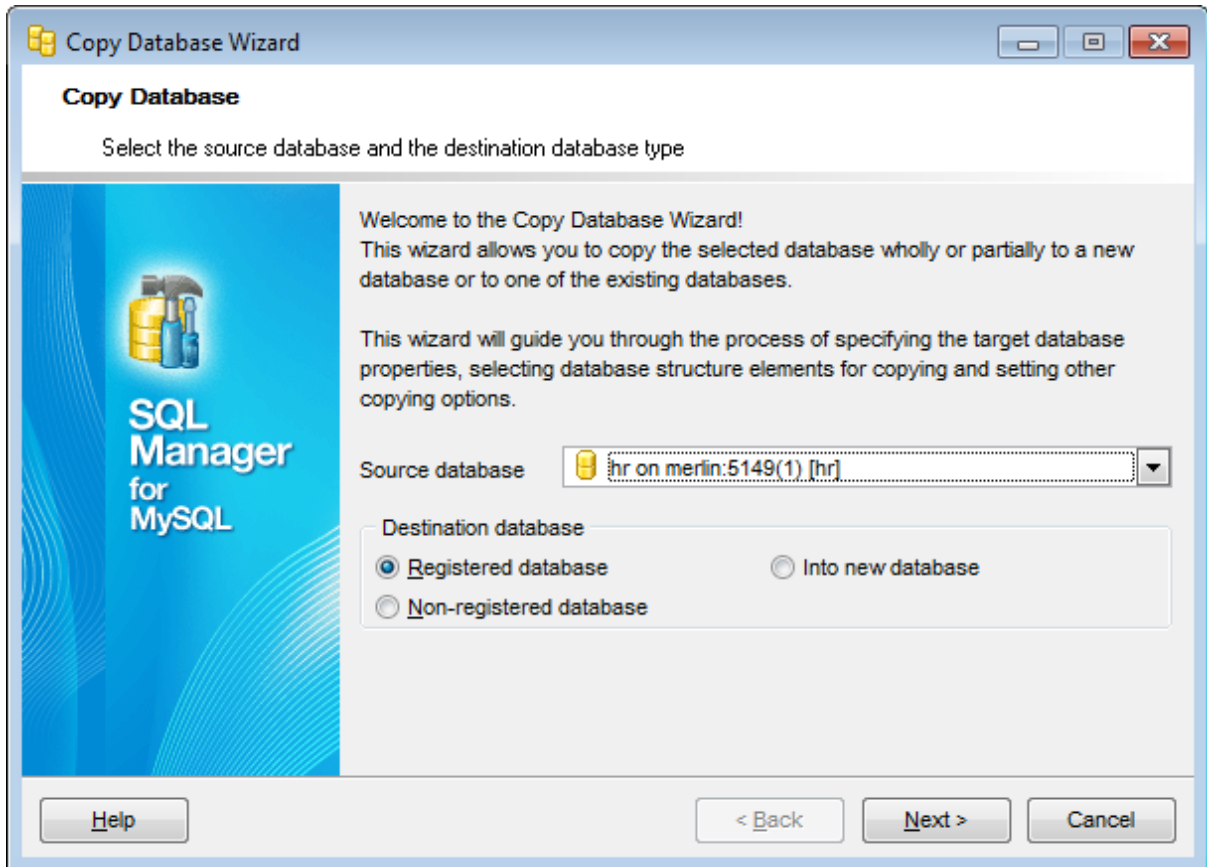 Copy Database Wizard
Copy Database
Select the source database and the destination database type
Welcome to the Copy Database Wizard!
This wizard allows you to copy the selected database wholly or partially to a new
database or to one of the existing databases.
This wizard will guide you through the process of specifying the target database
properties, selecting database structure elements for copying and setting other
copying options.
SQL
Manager
for
MySQL
Source database hr on merlin:5149(1) [hr]
Destination database
Registered database Into new database
Non-registered database
Help < Back Next > Cancel